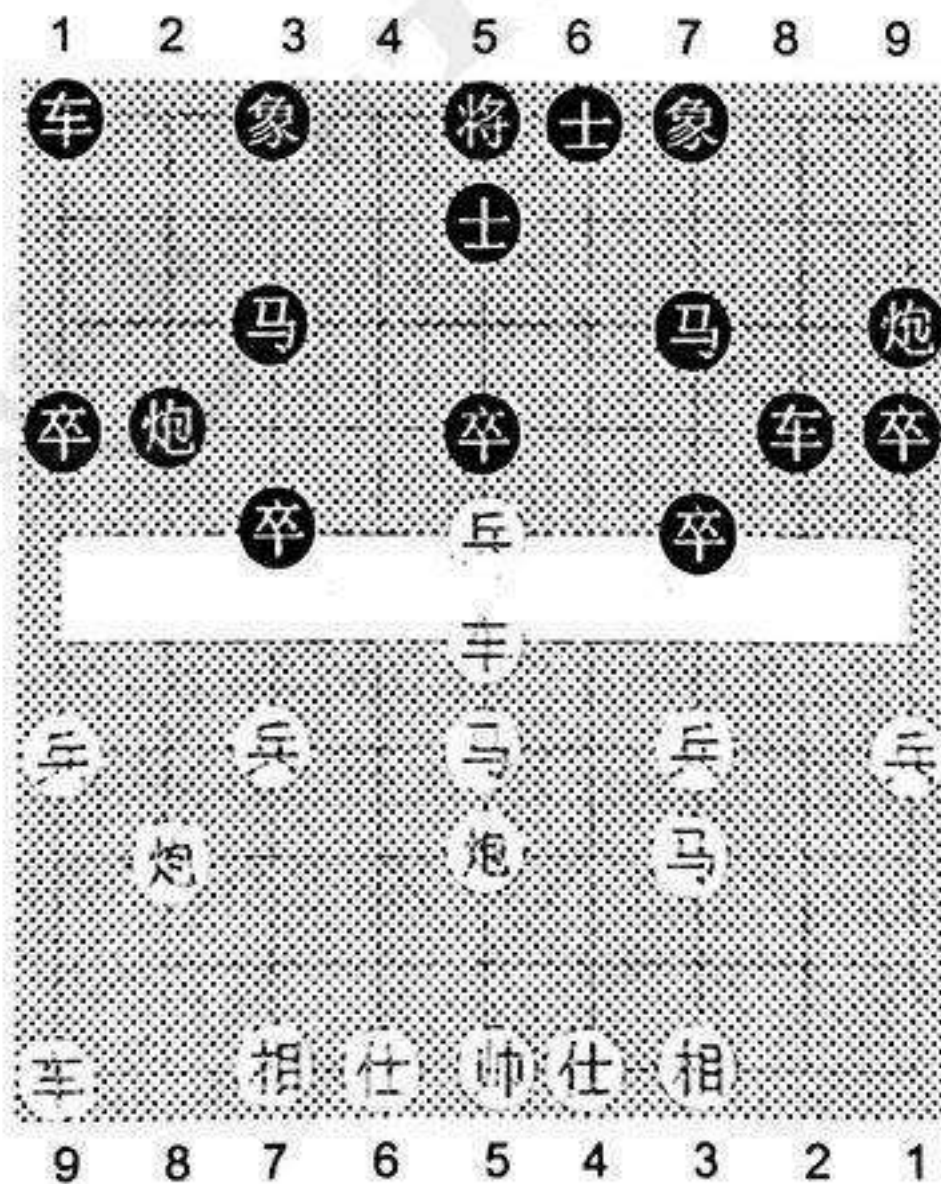 1 2 3 4 5 6 7 8 9
车 象 将 士 象
士
马 马 炮
卒 炮 卒 车 卒
卒 兵 卒
车
兵 兵 马 兵 兵
炮 炮 马
车 相 仕 帅 仕 相
9 8 7 6 5 4 3 2 1